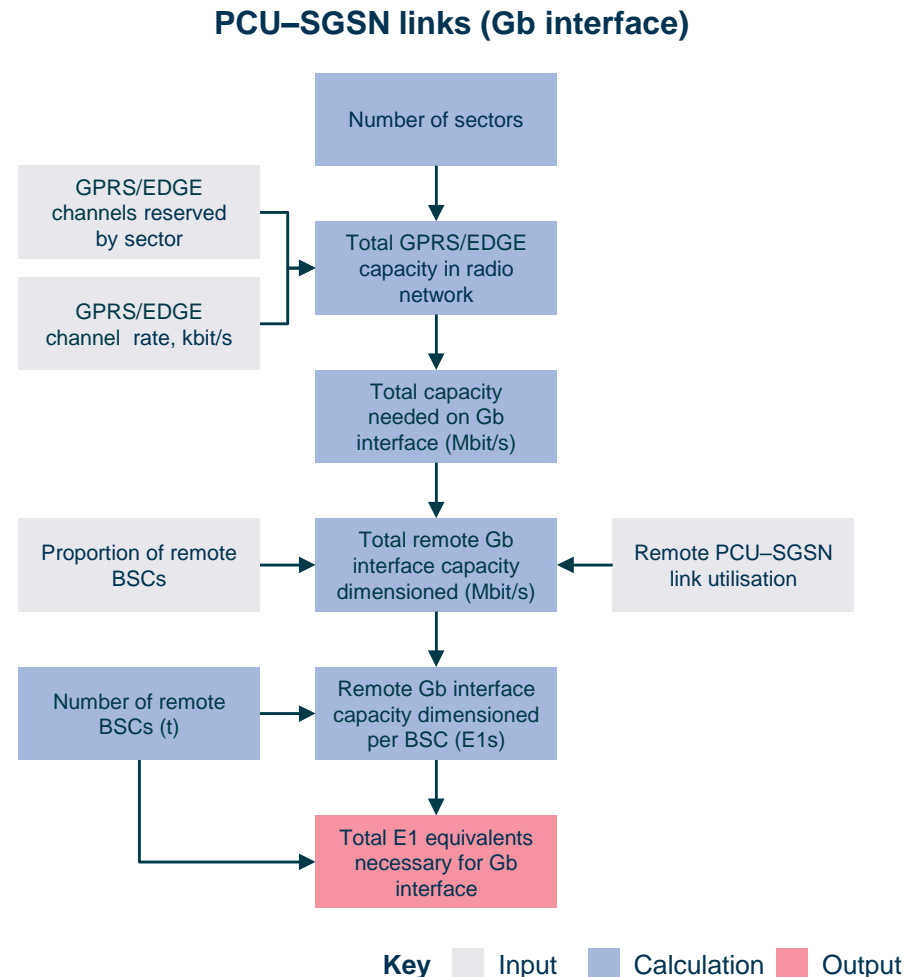 PCU–SGSN links (Gb interface)
Number of sectors
GPRS/EDGE
channels reserved
by sector
Total GPRS/EDGE
capacity in radio
network
GPRS/EDGE
channel rate, kbit/s
Total capacity
needed on Gb
interface (Mbit/s)
Proportion of remote
BSCs
Total remote Gb
interface capacity
dimensioned (Mbit/s)
Remote PCU–SGSN
link utilisation
Number of remote
BSCs (t)
Remote Gb interface
capacity dimensioned
per BSC (E1s)
Total E1 equivalents
necessary for Gb
interface
Key Input Calculation Output